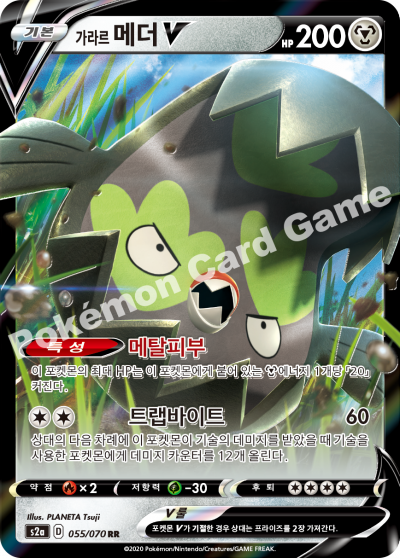 기본 가라르 메더 V HP 200
Pokémon Card Game
특성 메탈피부
이 포켓몬의 최대 HP는 이 포켓몬에게 붙어 있는 에너지 1개당 「20」
커진다.
트랩바이트 60
상대의 다음 차례에 이 포켓몬이 기술의 데미지를 받았을 때 기술을
사용한 포켓몬에게 데미지 카운터를 12개 올린다.
약점 ×2 저항력 -30 후퇴
Illus. PLANETA Tsuji
V룰
s2a D 055/070 RR
포켓몬 V가 기절한 경우 상대는 프라이즈를 2장 가져간다.
©2020 Pokémon/Nintendo/Creatures/GAME FREAK.